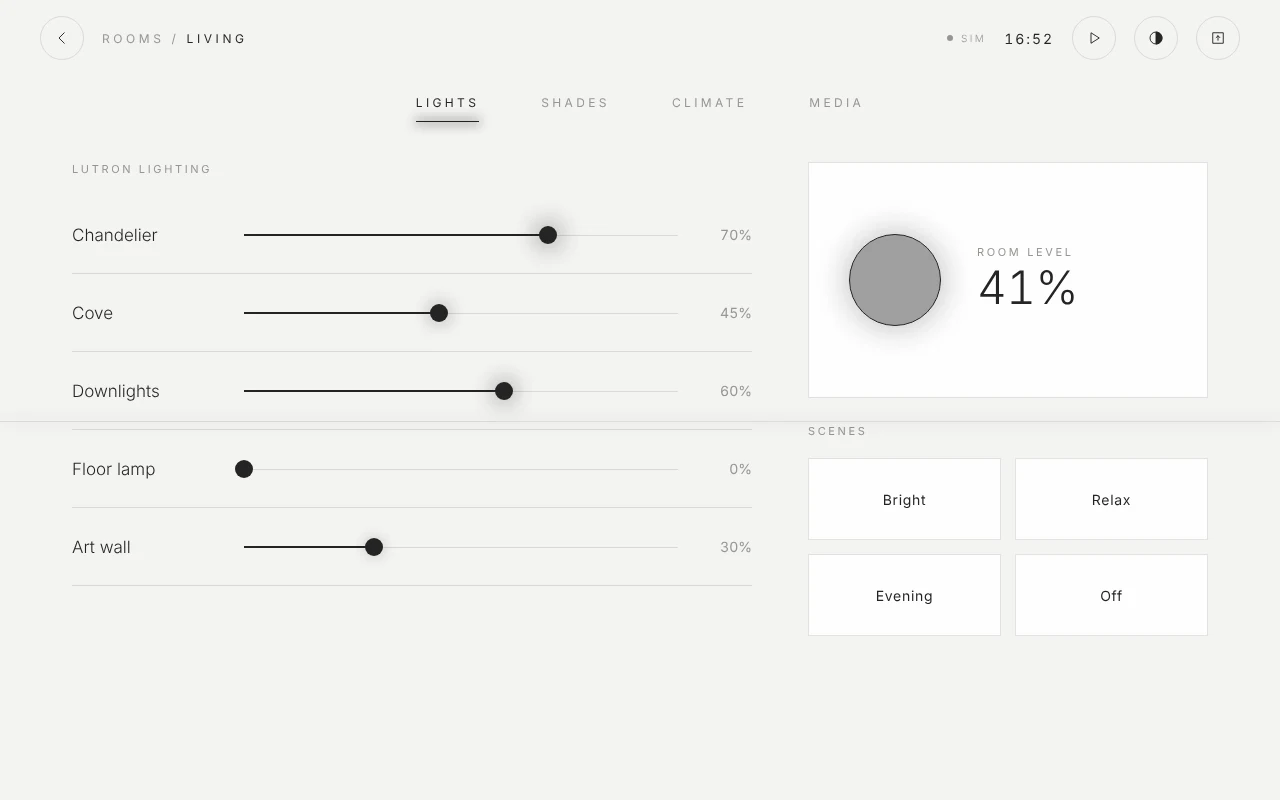 ROOMS / LIVING
SIM 16:52
LIGHTS SHADES CLIMATE MEDIA
LUTRON LIGHTING
Chandelier 70%
Cove 45%
Downlights 60%
Floor lamp 0%
Art wall 30%
ROOM LEVEL
41%
SCENES
Bright Relax
Evening Off